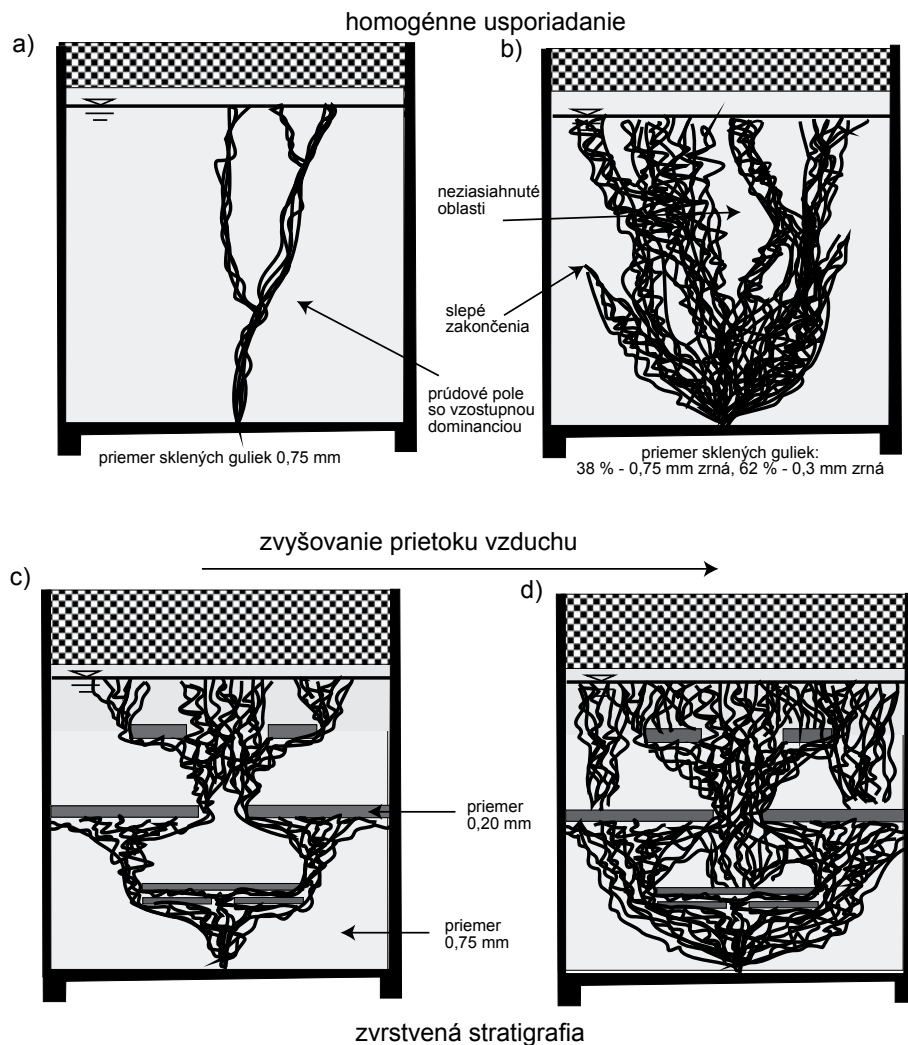 homogénne usporiadanie
a)
b)
neziasiahnuté
oblasti
slepé
zakončenia
prúdové pole
so vzostupnou
dominanciou
priemer sklených guliek 0,75 mm
priemer sklených guliek:
38 % - 0,75 mm zrná, 62 % - 0,3 mm zrná
zvyšovanie prietoku vzduchu
c)
d)
priemer
0,20 mm
priemer
0,75 mm
zvrstvená stratigrafia